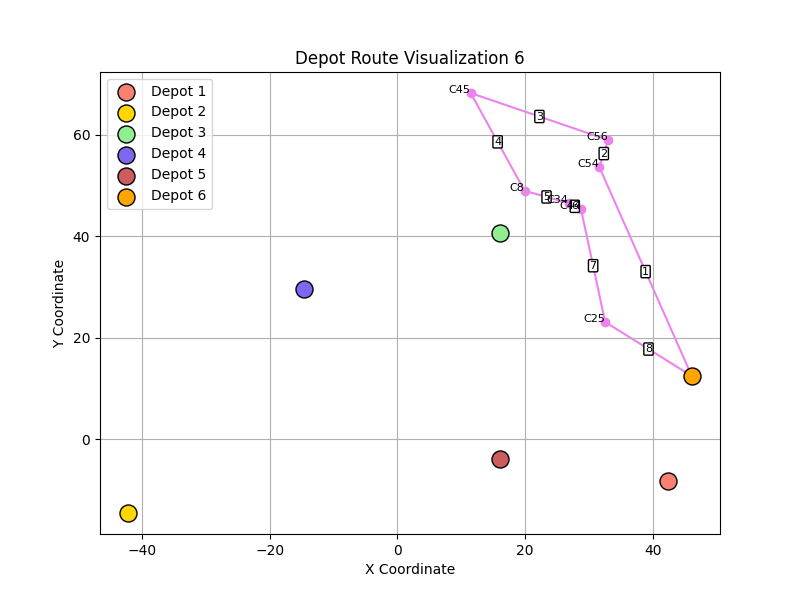 Depot Route Visualization 6
Depot 1
Depot 2
Depot 3
Depot 4
Depot 5
Depot 6
C45
3
C56
4
2
C54
C8
5
C34
7
1
C25
8
60
40
20
0
Y Coordinate
−40
−20
0
20
40
X Coordinate